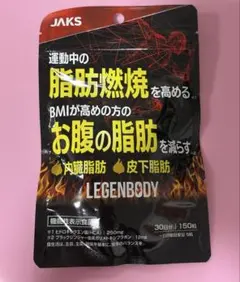 JAKS
運動中の
脂肪燃焼を高める
BMIが高めの方の
お腹の脂肪を減らす
内臓脂肪 皮下脂肪
LEGENDBODY
機能性表示食品
30日分/150粒